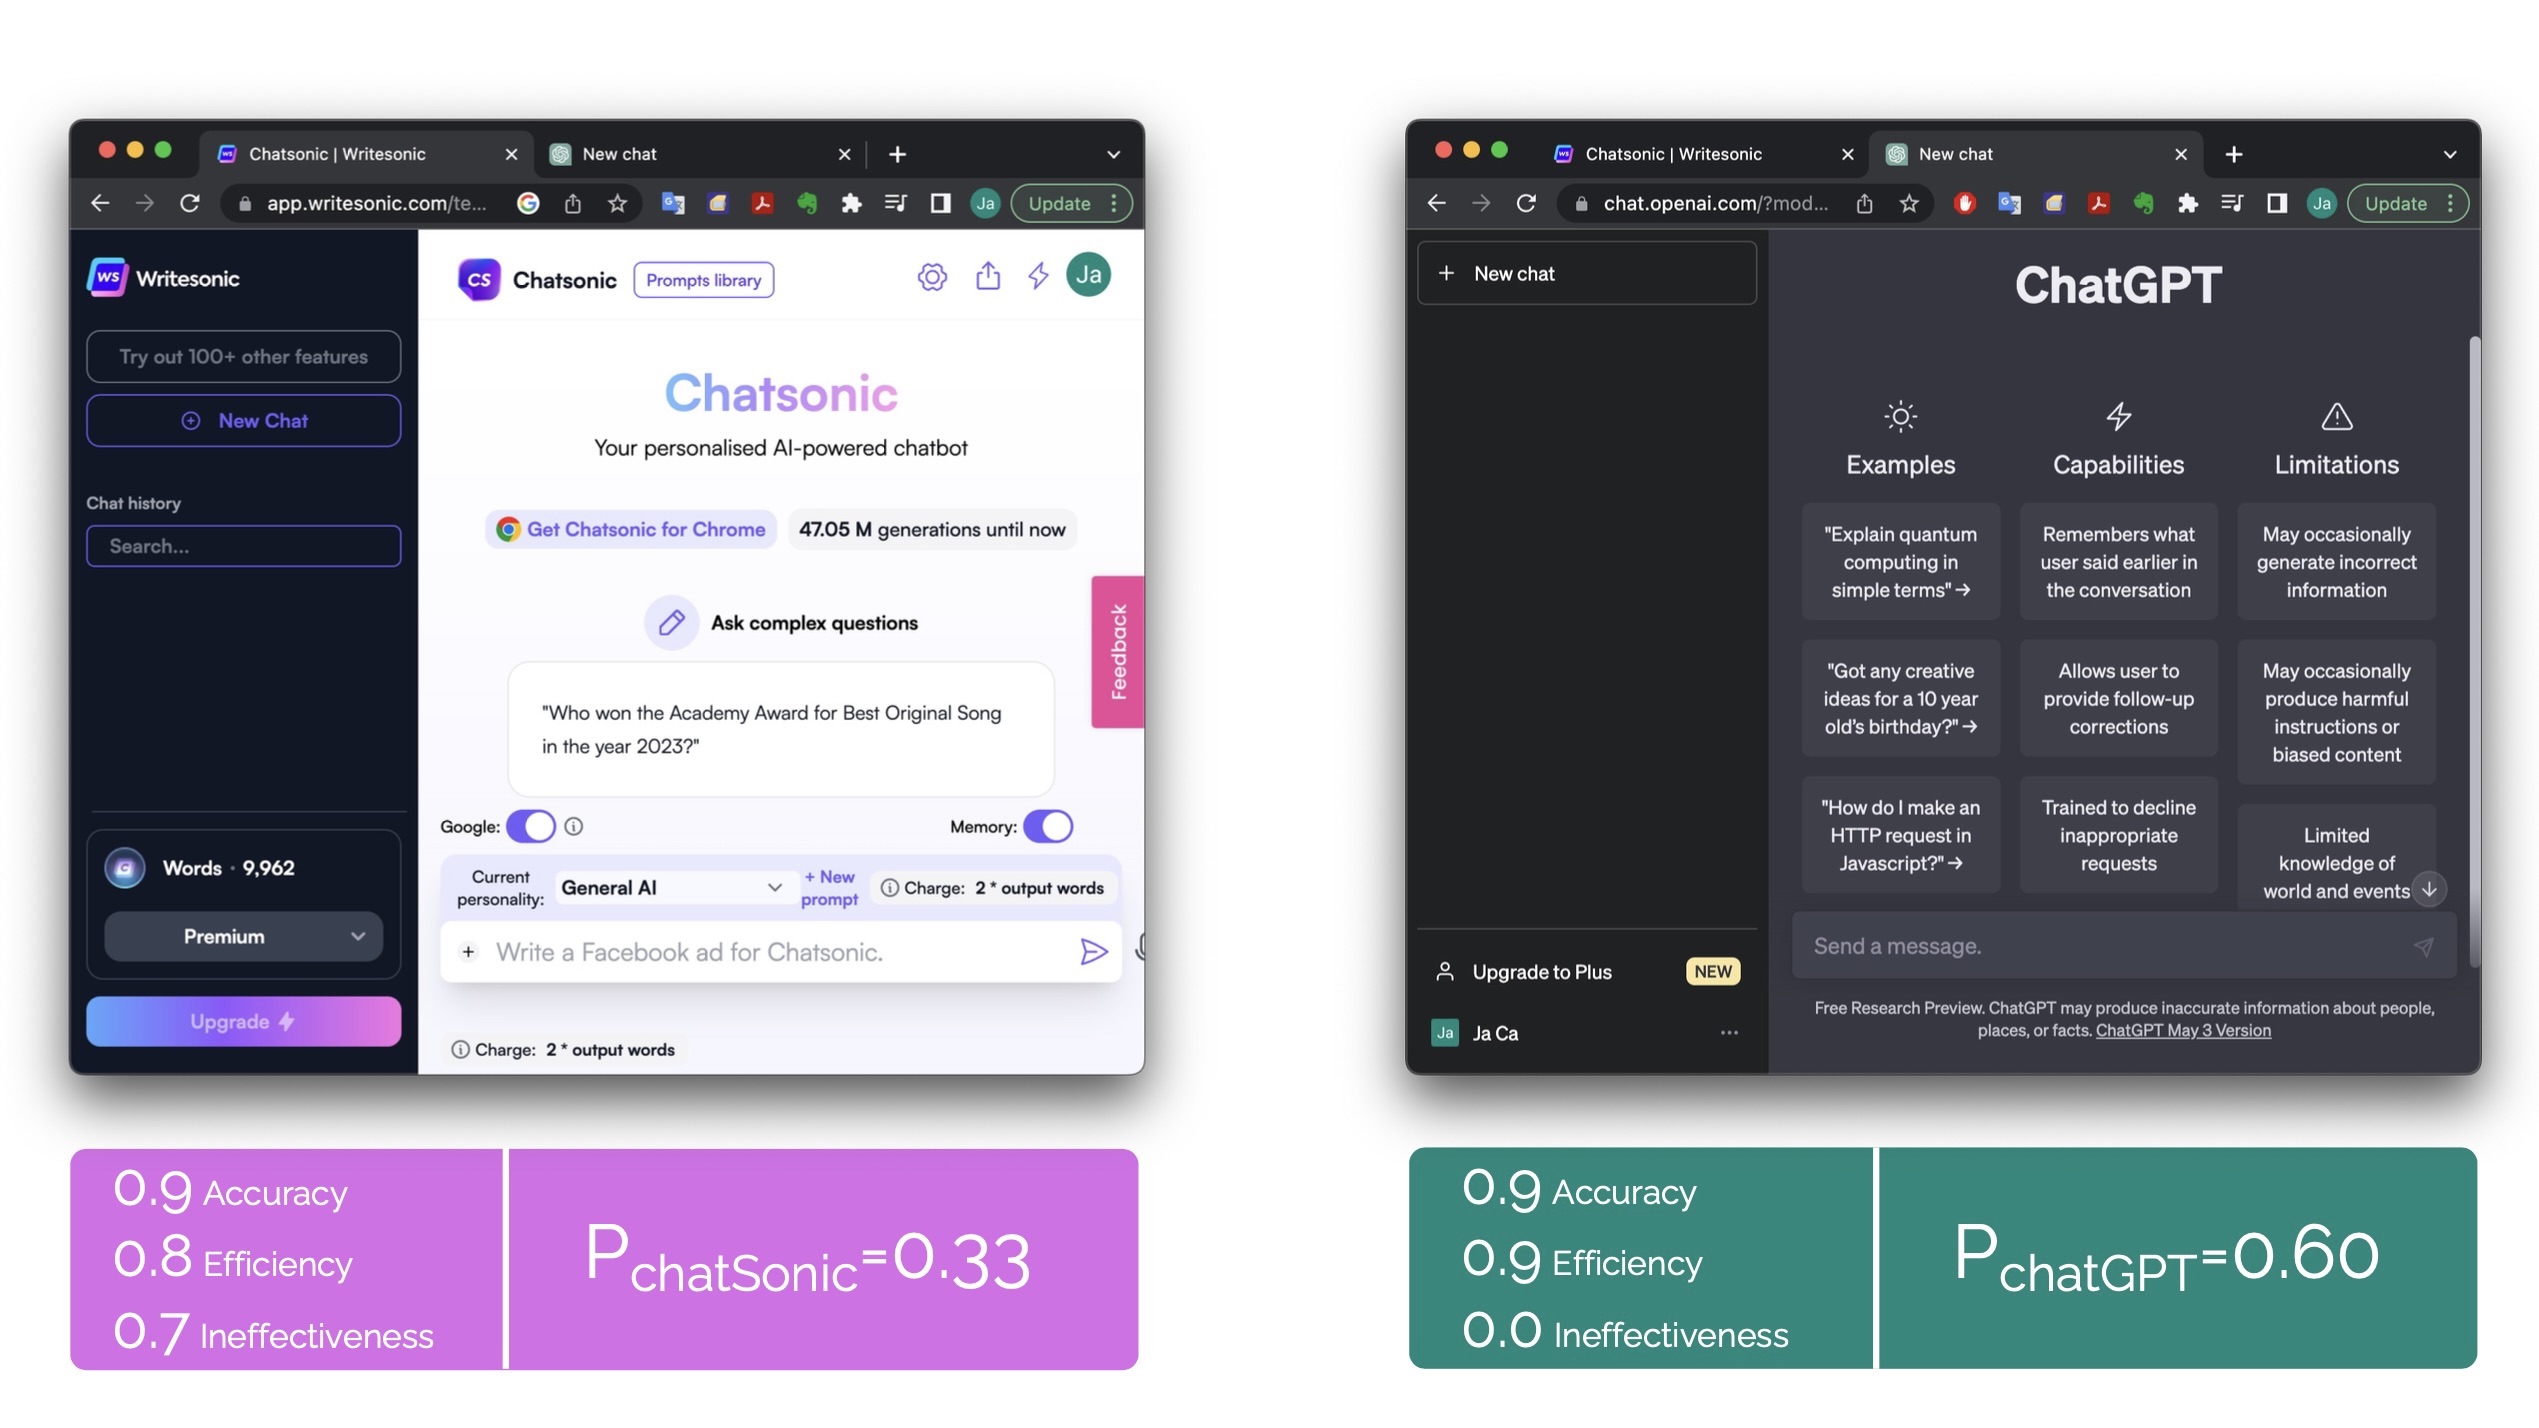 Chatsonic | Writesonic
New chat
app.writesonic.com/te...
Ja
Update
WS Writesonic
Try out 100+ other features
New Chat
Chat history
Search...
Words · 9,962
Premium
Upgrade
CS Chatsonic
Prompts library
Ja
Chatsonic
Your personalised AI-powered chatbot
Get Chatsonic for Chrome
47.05 M generations until now
Ask complex questions
Feedback
"Who won the Academy Award for Best Original Song
in the year 2023?"
Google:
Memory:
Current
personality:
General AI
+ New
prompt
Charge: 2 * output words
Write a Facebook ad for Chatsonic.
Charge: 2 * output words
0.9 Accuracy
0.8 Efficiency
0.7 Ineffectiveness
PchatSonic=0.33
Chatsonic | Writesonic
New chat
chat.openai.com/?mod...
Ja
Update
+ New chat
Upgrade to Plus
NEW
Ja
Ja Ca
ChatGPT
Examples
"Explain quantum
computing in
simple terms" →
"Got any creative
ideas for a 10 year
old's birthday?" →
"How do I make an
HTTP request in
Javascript?" →
Capabilities
Remembers what
user said earlier in
the conversation
Allows user to
provide follow-up
corrections
Trained to decline
inappropriate
requests
Limitations
May occasionally
generate incorrect
information
May occasionally
produce harmful
instructions or
biased content
Limited
knowledge of
world and events
Send a message.
Free Research Preview. ChatGPT may produce inaccurate information about people,
places, or facts. ChatGPT May 3 Version
0.9 Accuracy
0.9 Efficiency
0.0 Ineffectiveness
PchatGPT=0.60